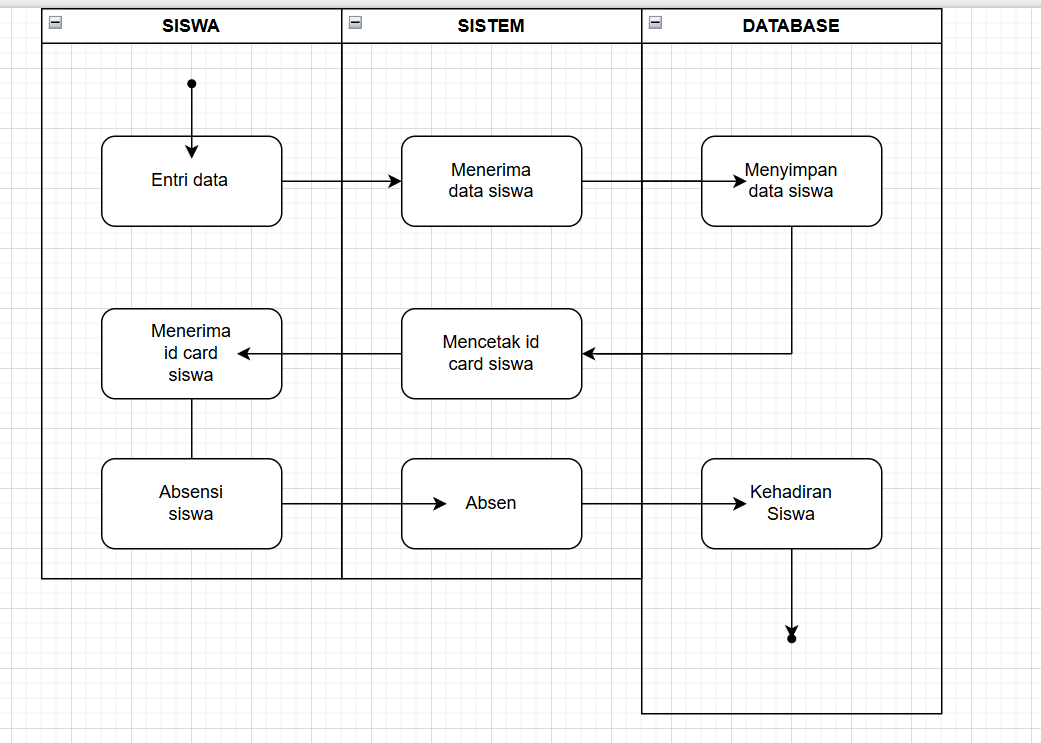 SISWA
SISTEM
DATABASE
Entri data
Menerima
data siswa
Menyimpan
data siswa
Menerima
id card
siswa
Mencetak id
card siswa
Absensi
siswa
Absen
Kehadiran
Siswa